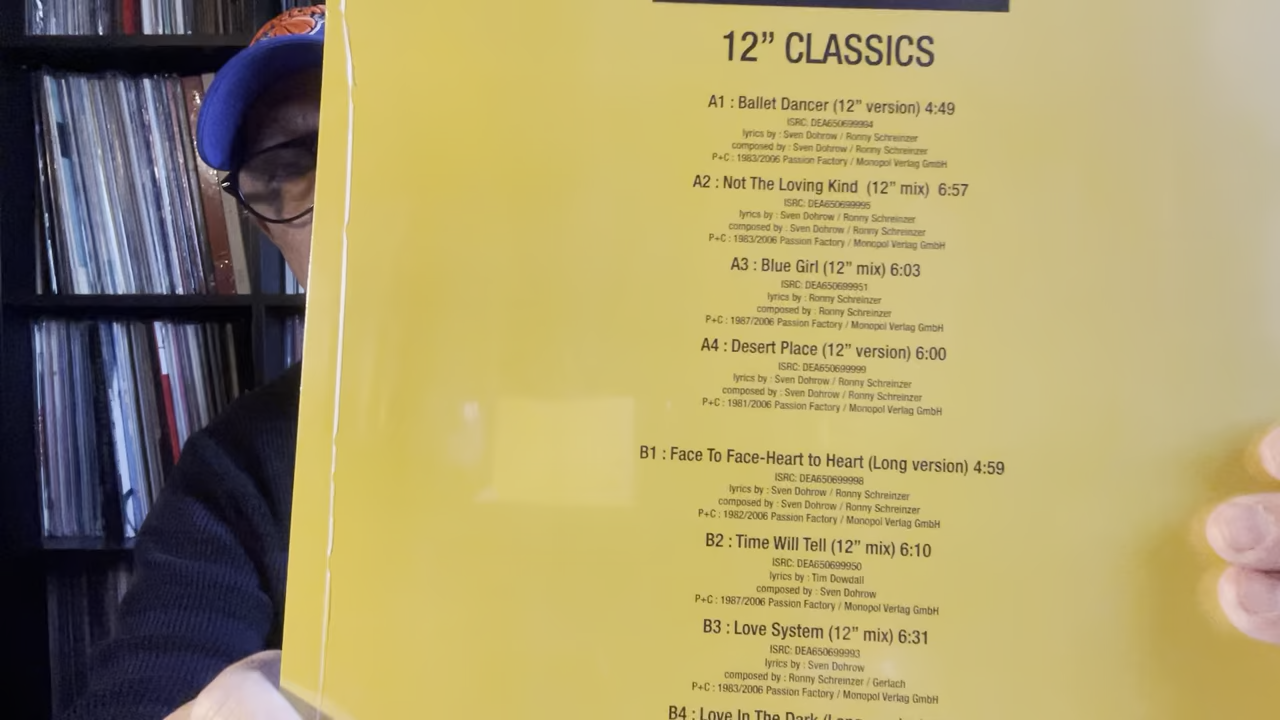 12” CLASSICS
A1 : Ballet Dancer (12” version) 4:49
ISRC: DEA650699994
lyrics by : Sven Dohrow / Ronny Schreinzer
composed by : Sven Dohrow / Ronny Schreinzer
P+C : 1983/2006 Passion Factory / Monopol Verlag GmbH
A2 : Not The Loving Kind (12” mix) 6:57
ISRC: DEA650699995
lyrics by : Sven Dohrow / Ronny Schreinzer
composed by : Sven Dohrow / Ronny Schreinzer
P+C : 1983/2006 Passion Factory / Monopol Verlag GmbH
A3 : Blue Girl (12” mix) 6:03
ISRC: DEA650699951
lyrics by : Ronny Schreinzer
composed by : Ronny Schreinzer
P+C : 1987/2006 Passion Factory / Monopol Verlag GmbH
A4 : Desert Place (12” version) 6:00
ISRC: DEA650699999
lyrics by : Sven Dohrow / Ronny Schreinzer
composed by : Sven Dohrow / Ronny Schreinzer
P+C : 1981/2006 Passion Factory / Monopol Verlag GmbH
B1 : Face To Face-Heart to Heart (Long version) 4:59
ISRC: DEA650699998
lyrics by : Sven Dohrow / Ronny Schreinzer
composed by : Sven Dohrow / Ronny Schreinzer
P+C : 1982/2006 Passion Factory / Monopol Verlag GmbH
B2 : Time Will Tell (12” mix) 6:10
ISRC: DEA650699950
lyrics by : Tim Dowdall
composed by : Sven Dohrow
P+C : 1987/2006 Passion Factory / Monopol Verlag GmbH
B3 : Love System (12” mix) 6:31
ISRC: DEA650699993
lyrics by : Sven Dohrow
composed by : Ronny Schreinzer / Gerlach
P+C : 1983/2006 Passion Factory / Monopol Verlag GmbH
B4 : Love In The Dark